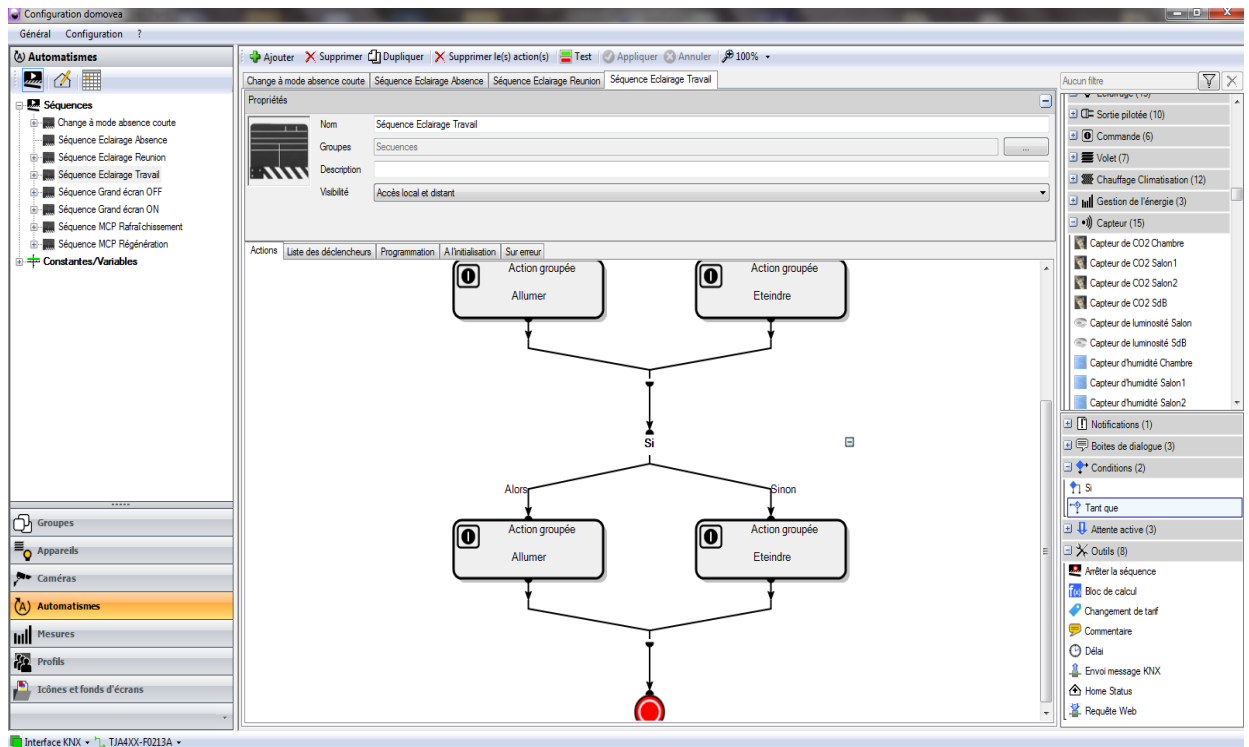 Configuration domovea
Général Configuration ?
Automatismes
Séquences
Change à mode absence courte
Séquence Eclairage Absence
Séquence Eclairage Reunion
Séquence Eclairage Travail
Séquence Grand écran OFF
Séquence Grand écran ON
Séquence MCP Rafraîchissement
Séquence MCP Régénération
Constantes/Variables
Groupes
Appareils
Caméras
Automatismes
Mesures
Profils
Icônes et fonds d'écrans
Ajouter Supprimer Dupliquer Supprimer le(s) action(s) Test Appliquer Annuler 100%
Change à mode absence courte Séquence Eclairage Absence Séquence Eclairage Reunion Séquence Eclairage Travail
Propriétés
Nom Séquence Eclairage Travail
Groupes Secuences ...
Description
Visibilité Accès local et distant
Actions Liste des déclencheurs Programmation A l'initialisation Sur erreur
Action groupée
Allumer
Action groupée
Eteindre
Si
Alors Sinon
Action groupée
Allumer
Action groupée
Eteindre
Aucun filtre
Eclairage (15)
Sortie pilotée (10)
Commande (6)
Volet (7)
Chauffage Climatisation (12)
Gestion de l'énergie (3)
Capteur (15)
Capteur de CO2 Chambre
Capteur de CO2 Salon1
Capteur de CO2 Salon2
Capteur de CO2 SdB
Capteur de luminosité Salon
Capteur de luminosité SdB
Capteur d'humidité Chambre
Capteur d'humidité Salon1
Capteur d'humidité Salon2
Notifications (1)
Boites de dialogue (3)
Conditions (2)
Si
Tant que
Attente active (3)
Outils (8)
Arrêter la séquence
Bloc de calcul
Changement de tarif
Commentaire
Délai
Envoi message KNX
Home Status
Requête Web
Interface KNX TJA4XX-F0213A